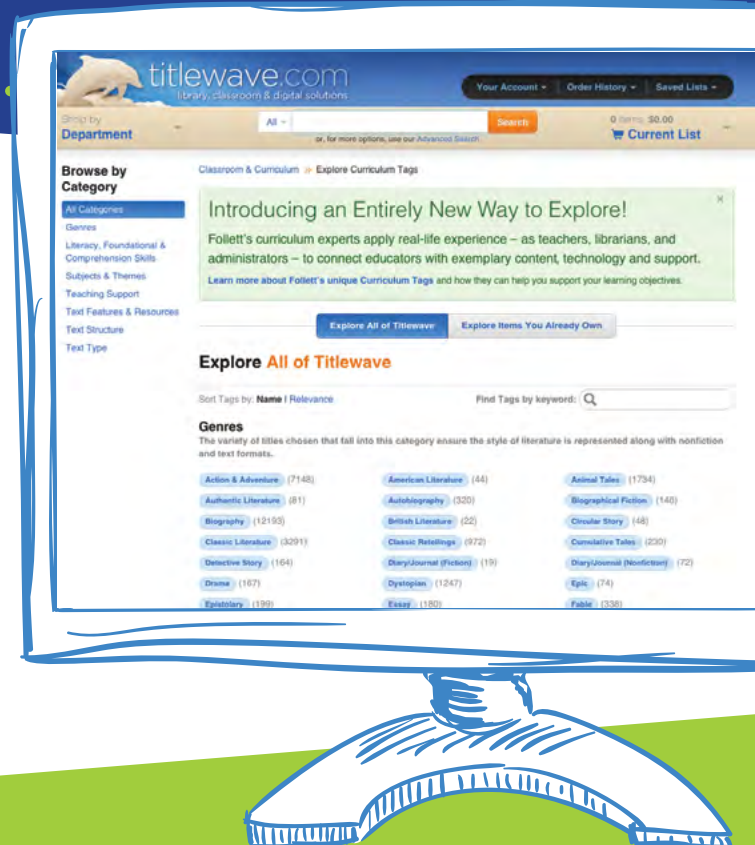 titlewave.com
library, classroom & digital solutions
Your Account
Order History
Saved Lists
Shop by
Department
All
Search
or, for more options, use our Advanced Search.
0 items $0.00
Current List
Browse by
Category
All Categories
Genres
Literacy, Foundational &
Comprehension Skills
Subjects & Themes
Teaching Support
Text Features & Resources
Text Structure
Text Type
Classroom & Curriculum » Explore Curriculum Tags
×
Introducing an Entirely New Way to Explore!
Follett's curriculum experts apply real-life experience – as teachers, librarians, and
administrators – to connect educators with exemplary content, technology and support.
Learn more about Follett's unique Curriculum Tags and how they can help you support your learning objectives.
Explore All of Titlewave
Explore Items You Already Own
Explore All of Titlewave
Sort Tags by: Name | Relevance
Find Tags by keyword:
Genres
The variety of titles chosen that fall into this category ensure the style of literature is represented along with nonfiction
and text formats.
Action & Adventure (7148)
American Literature (44)
Animal Tales (1734)
Authentic Literature (81)
Autobiography (320)
Biographical Fiction (140)
Biography (12193)
British Literature (22)
Circular Story (48)
Classic Literature (3291)
Classic Retellings (972)
Cumulative Tales (230)
Detective Story (164)
Diary/Journal (Fiction) (19)
Diary/Journal (Nonfiction) (72)
Drama (167)
Dystopian (1247)
Epic (74)
Epistolary (199)
Essay (180)
Fable (338)